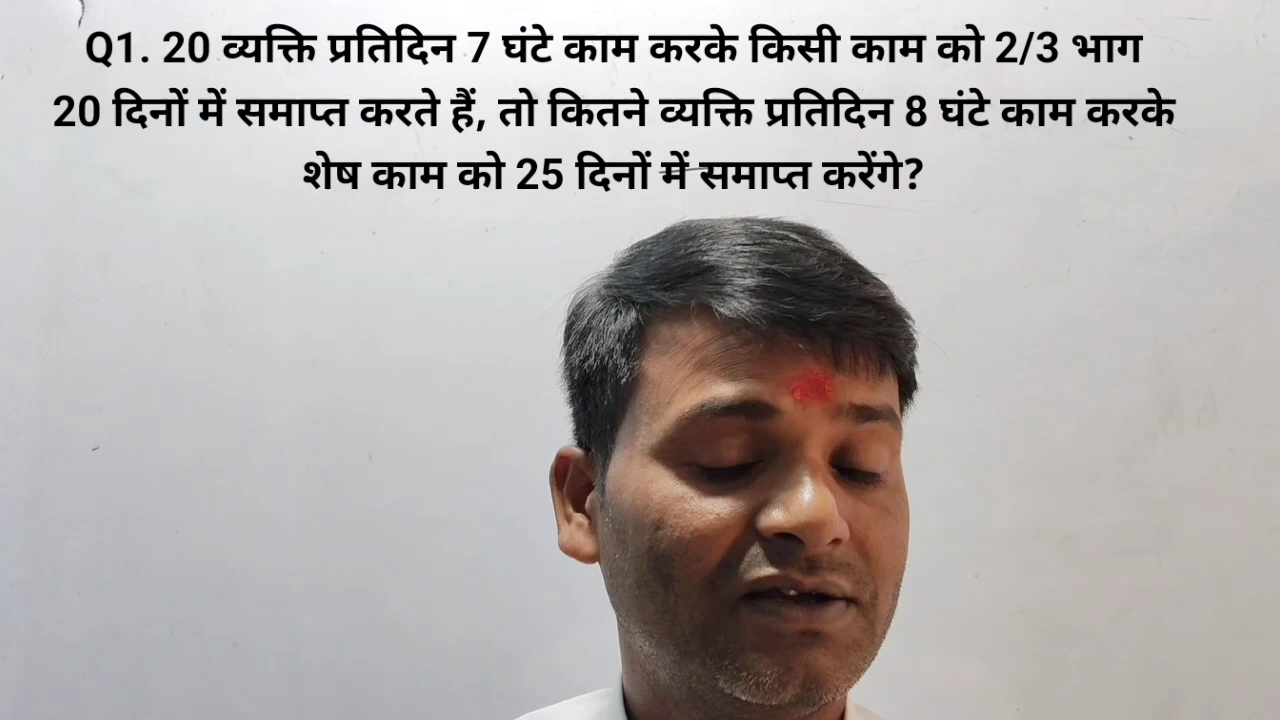 Q1. 20 व्यक्ति प्रतिदिन 7 घंटे काम करके किसी काम को 2/3 भाग
20 दिनों में समाप्त करते हैं, तो कितने व्यक्ति प्रतिदिन 8 घंटे काम करके
शेष काम को 25 दिनों में समाप्त करेंगे?